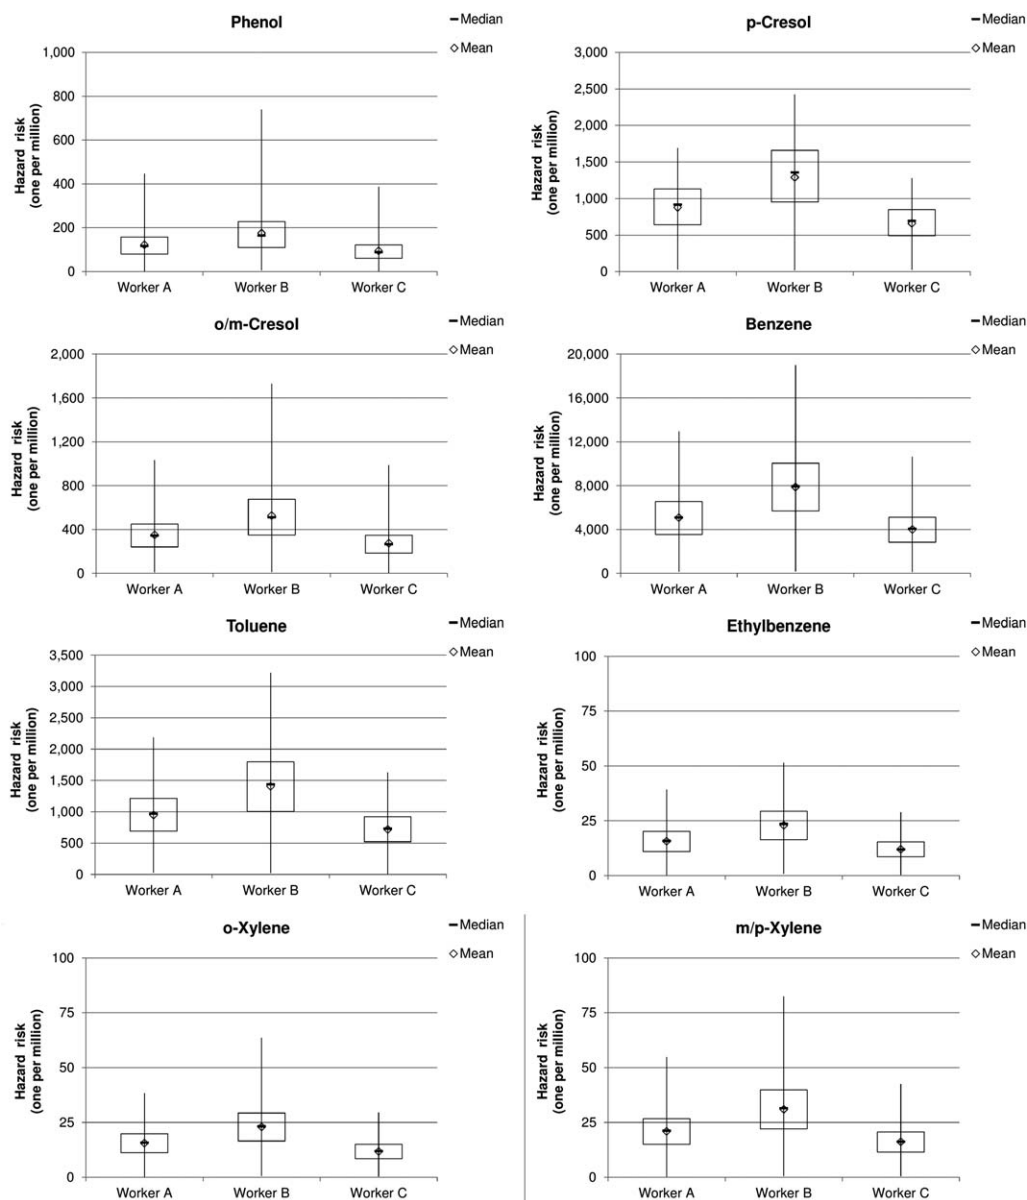 Phenol
Median
Mean
1,000
800
600
400
200
0
Hazard risk
(one per million)
Worker A Worker B Worker C
p-Cresol
Median
Mean
3,000
2,500
2,000
1,500
1,000
500
0
Hazard risk
(one per million)
Worker A Worker B Worker C
o/m-Cresol
Median
Mean
2,000
1,600
1,200
800
400
0
Hazard risk
(one per million)
Worker A Worker B Worker C
Benzene
Median
Mean
20,000
16,000
12,000
8,000
4,000
0
Hazard risk
(one per million)
Worker A Worker B Worker C
Toluene
Median
Mean
3,500
3,000
2,500
2,000
1,500
1,000
500
0
Hazard risk
(one per million)
Worker A Worker B Worker C
Ethylbenzene
Median
Mean
100
75
50
25
0
Hazard risk
(one per million)
Worker A Worker B Worker C
o-Xylene
Median
Mean
100
75
50
25
0
Hazard risk
(one per million)
Worker A Worker B Worker C
m/p-Xylene
Median
Mean
100
75
50
25
0
Hazard risk
(one per million)
Worker A Worker B Worker C